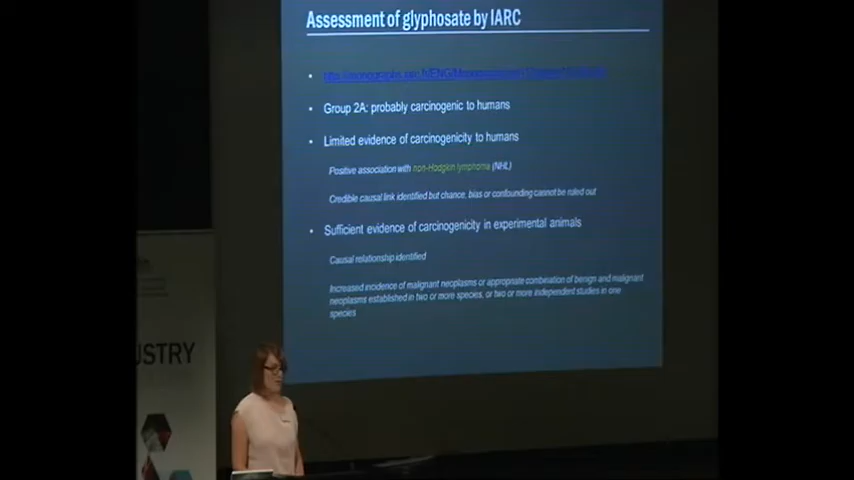 Assessment of glyphosate by IARC
Group 2A: probably carcinogenic to humans
Limited evidence of carcinogenicity to humans
Positive association with non-Hodgkin lymphoma (NHL)
Credible causal link identified but chance, bias or confounding cannot be ruled out
Sufficient evidence of carcinogenicity in experimental animals
Causal relationship identified
Increased incidence of malignant neoplasms or appropriate combination of benign and malignant
neoplasms established in two or more species, or two or more independent studies in one
species
USTRY